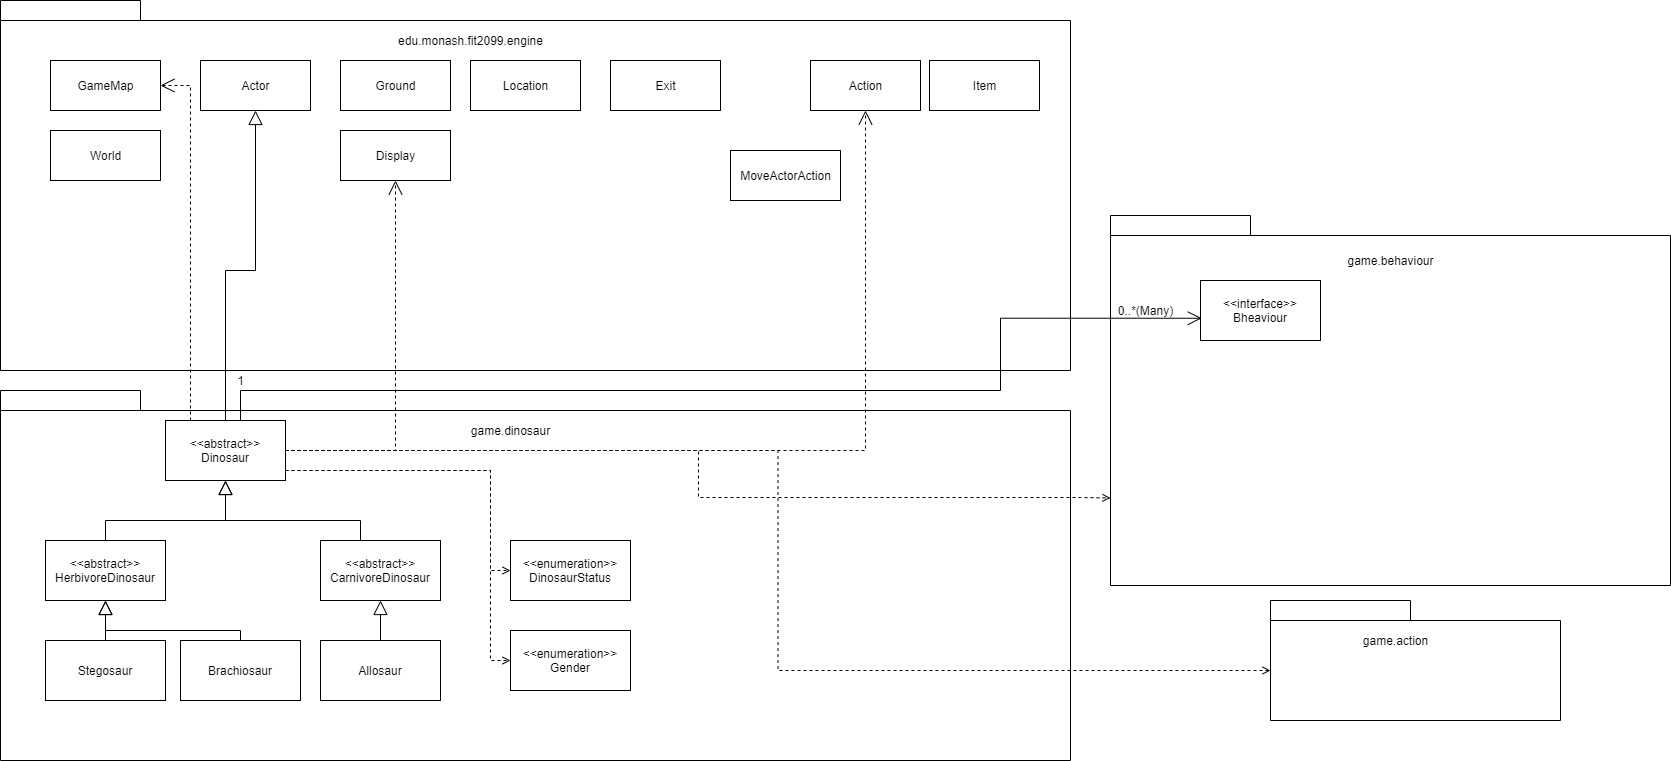 edu.monash.fit2099.engine
GameMap
Actor
Ground
Location
Exit
Action
Item
World
Display
MoveActorAction
game.behaviour
<<interface>>
Bheaviour
0..*(Many)
1
game.dinosaur
<<abstract>>
Dinosaur
<<abstract>>
HerbivoreDinosaur
<<abstract>>
CarnivoreDinosaur
<<enumeration>>
DinosaurStatus
<<enumeration>>
Gender
Stegosaur
Brachiosaur
Allosaur
game.action